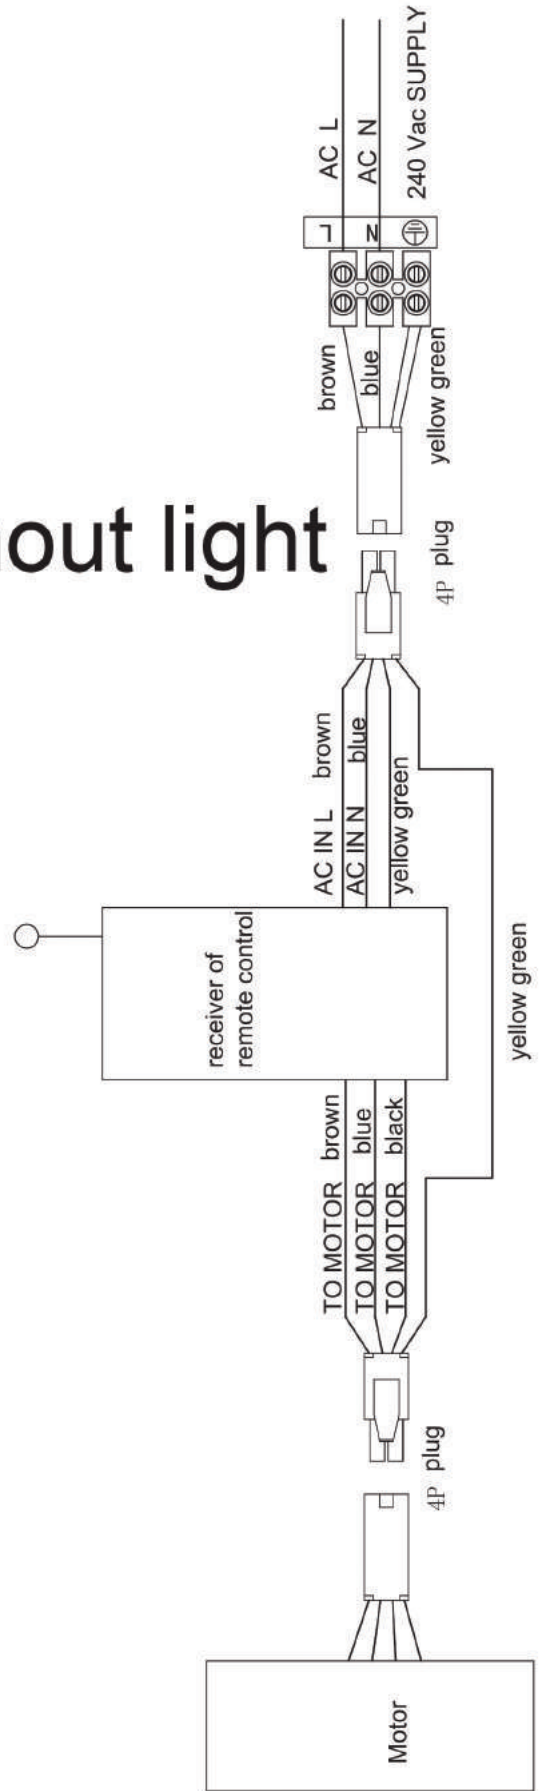 out light
Motor
4P plug
TO MOTOR brown
TO MOTOR blue
TO MOTOR black
receiver of
remote control
yellow green
AC IN L brown
AC IN N blue
yellow green
4P plug
brown
blue
yellow green
L
N
AC L
AC N
240 Vac SUPPLY